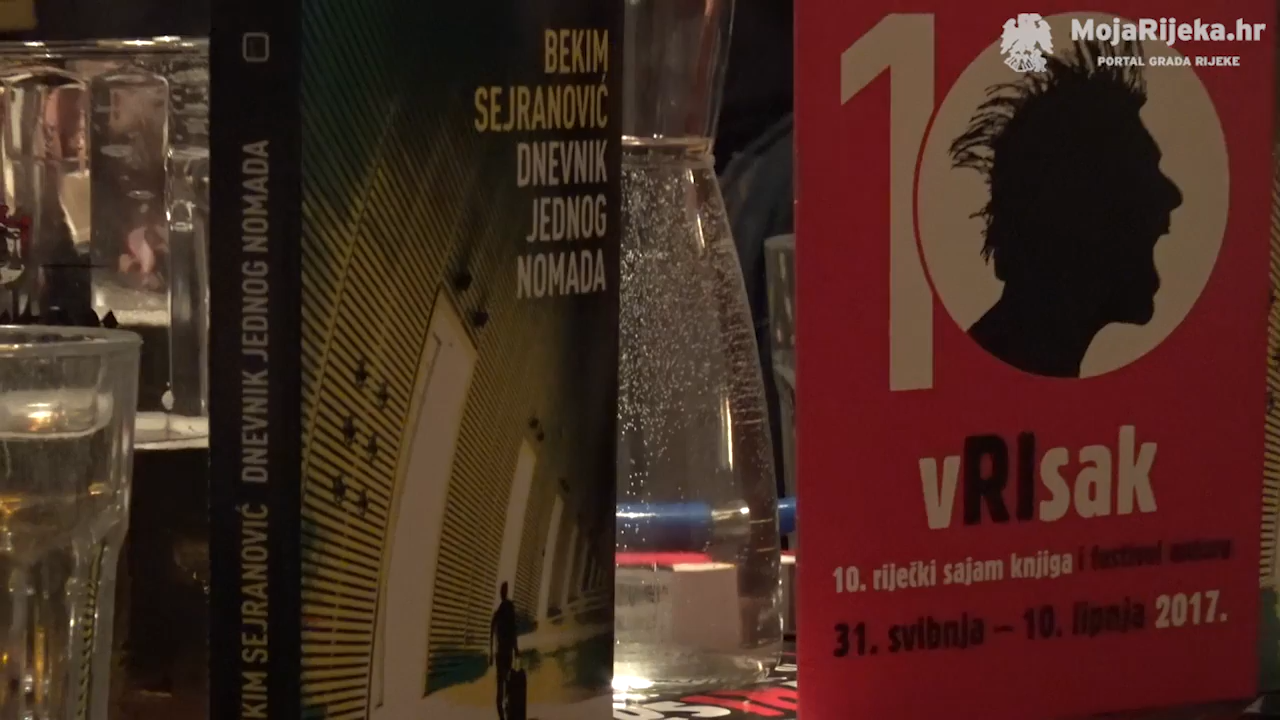 MojaRijeka.hr
PORTAL GRADA RIJEKE
KIM SEJRANOVIĆ DNEVNIK JEDNOG NOMADA
BEKIM
SEJRANOVIĆ
DNEVNIK
JEDNOG
NOMADA
10
vRIsak
10. riječki sajam knjiga i festival autora
31. svibnja – 10. lipnja 2017.